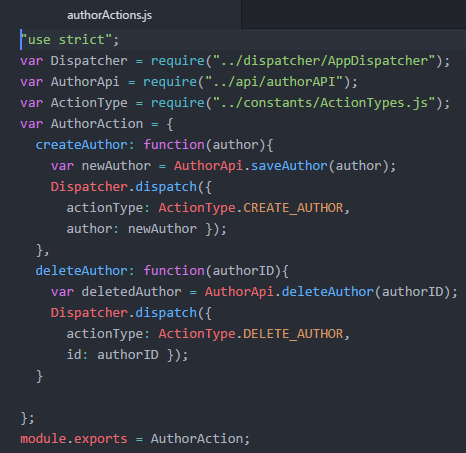 authorActions.js
"use strict";
var Dispatcher = require("../dispatcher/AppDispatcher");
var AuthorApi = require("../api/authorAPI");
var ActionType = require("../constants/ActionTypes.js");
var AuthorAction = {
  createAuthor: function(author){
    var newAuthor = AuthorApi.saveAuthor(author);
    Dispatcher.dispatch({
      actionType: ActionType.CREATE_AUTHOR,
      author: newAuthor });
  },
  deleteAuthor: function(authorID){
    var deletedAuthor = AuthorApi.deleteAuthor(authorID);
    Dispatcher.dispatch({
      actionType: ActionType.DELETE_AUTHOR,
      id: authorID });
  }

};
module.exports = AuthorAction;